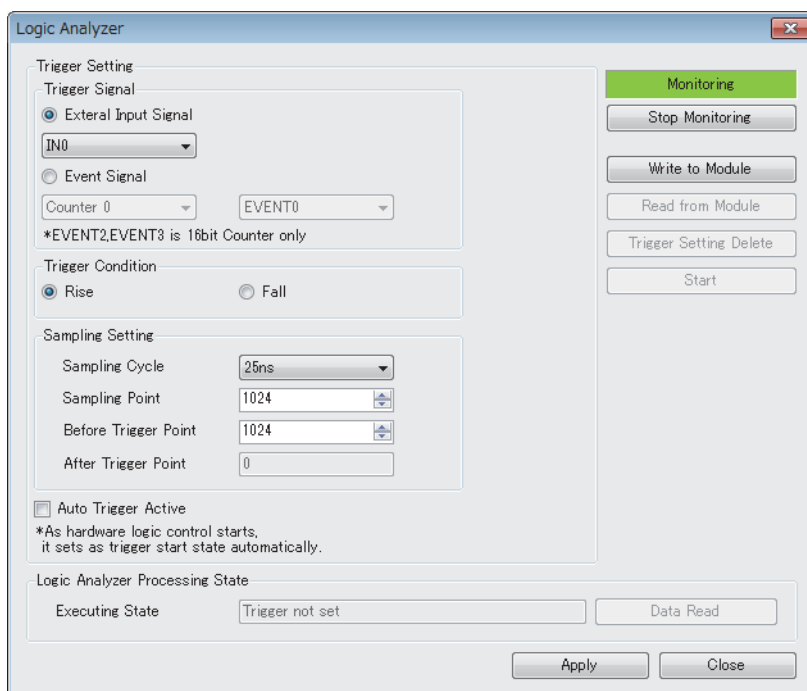 Logic Analyzer
Trigger Setting
Trigger Signal
Exteral Input Signal
IN0
Event Signal
Counter 0 EVENT0
*EVENT2,EVENT3 is 16bit Counter only
Trigger Condition
Rise Fall
Sampling Setting
Sampling Cycle 25ns
Sampling Point 1024
Before Trigger Point 1024
After Trigger Point 0
Auto Trigger Active
*As hardware logic control starts,
it sets as trigger start state automatically.
Monitoring
Stop Monitoring
Write to Module
Read from Module
Trigger Setting Delete
Start
Logic Analyzer Processing State
Executing State Trigger not set Data Read
Apply Close